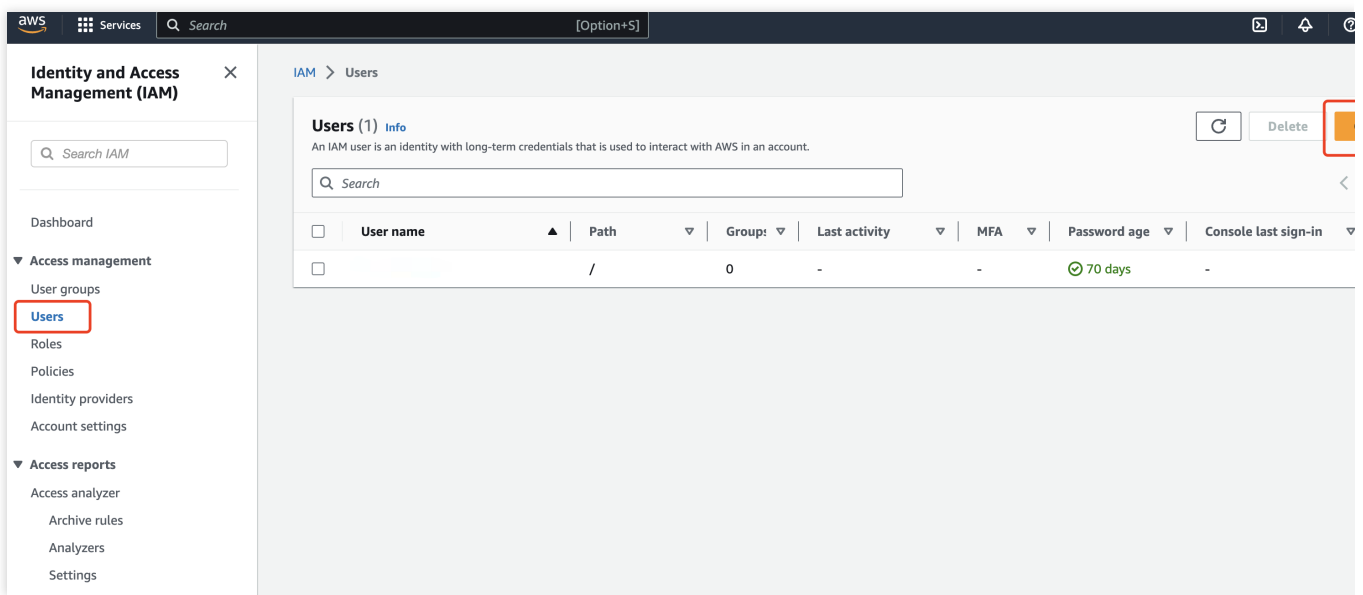 aws Services Search [Option+S]
Identity and Access
Management (IAM)
Search IAM
Dashboard
Access management
User groups
Users
Roles
Policies
Identity providers
Account settings
Access reports
Access analyzer
Archive rules
Analyzers
Settings
IAM > Users
Users (1) Info
Delete
An IAM user is an identity with long-term credentials that is used to interact with AWS in an account.
Search
User name Path Groups Last activity MFA Password age Console last sign-in
/ 0 - - 70 days -